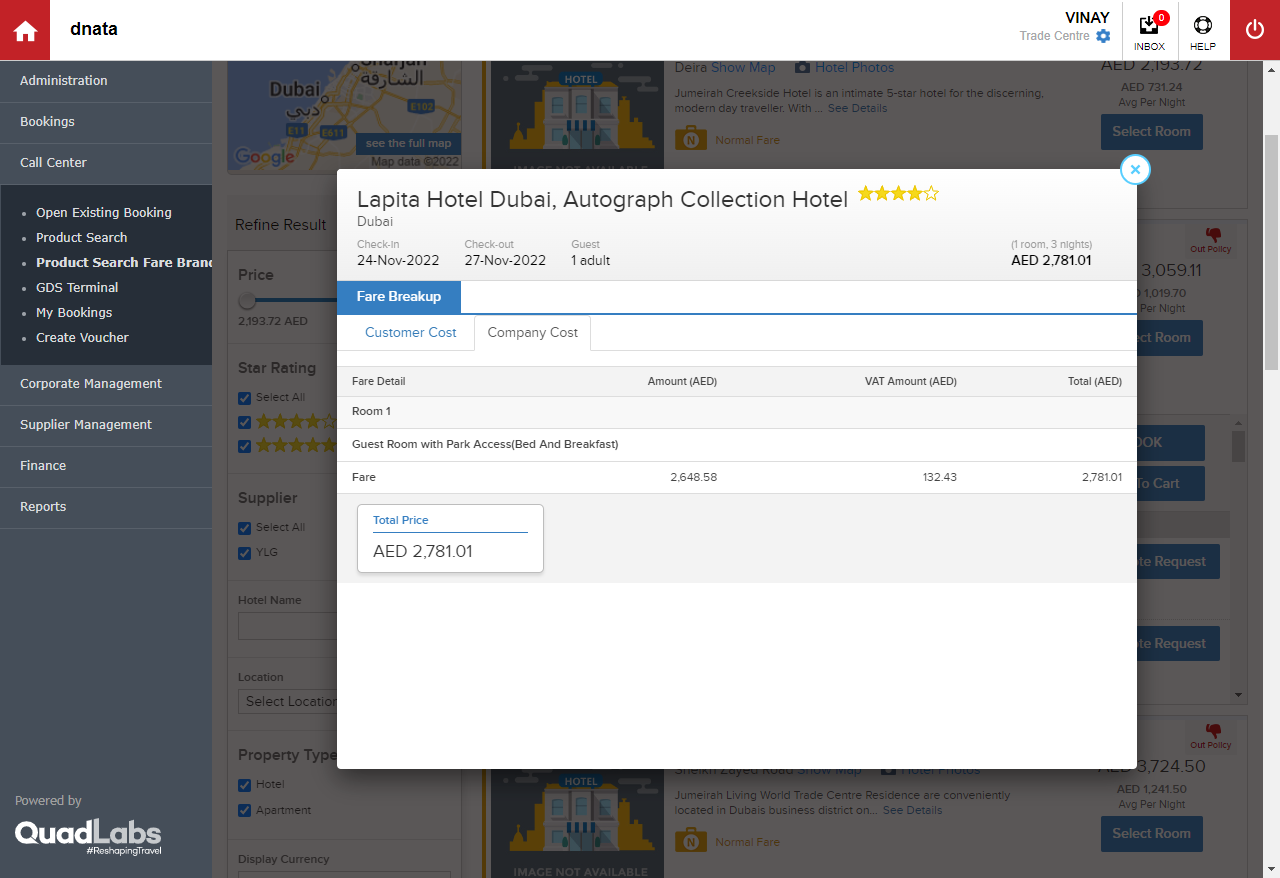 dnata
VINAY
Trade Centre
0
INBOX
HELP
Administration
Bookings
Call Center
Open Existing Booking
Product Search
Product Search Fare Brand
GDS Terminal
My Bookings
Create Voucher
Corporate Management
Supplier Management
Finance
Reports
Powered by
QuadLabs
#ReshapingTravel
Dubai
الشارقة
دبي
E102
E11
E611
see the full map
Google
Map data ©2022
Refine Result
Price
2,193.72 AED
Star Rating
Select All
Supplier
Select All
YLG
Hotel Name
Location
Select Location
Property Type
Hotel
Apartment
Display Currency
HOTEL
IMAGE NOT AVAILABLE
Deira Show Map
Hotel Photos
Jumeirah Creekside Hotel is an intimate 5-star hotel for the discerning,
modern day traveller. With ... See Details
N
Normal Fare
AED 2,193.72
AED 731.24
Avg Per Night
Select Room
Lapita Hotel Dubai, Autograph Collection Hotel
Dubai
Check-in
24-Nov-2022
Check-out
27-Nov-2022
Guest
1 adult
(1 room, 3 nights)
AED 2,781.01
Fare Breakup
Customer Cost
Company Cost
Fare Detail Amount (AED) VAT Amount (AED) Total (AED)
Room 1
Guest Room with Park Access(Bed And Breakfast)
Fare 2,648.58 132.43 2,781.01
Total Price
AED 2,781.01
Out Policy
3,059.11
1,019.70
Per Night
Room
To Cart
Request
Request
Out Policy
HOTEL
IMAGE NOT AVAILABLE
Sheikh Zayed Road Show Map
Hotel Photos
Jumeirah Living World Trade Centre Residence are conveniently
located in Dubais business district on... See Details
N
Normal Fare
AED 3,724.50
AED 1,241.50
Avg Per Night
Select Room